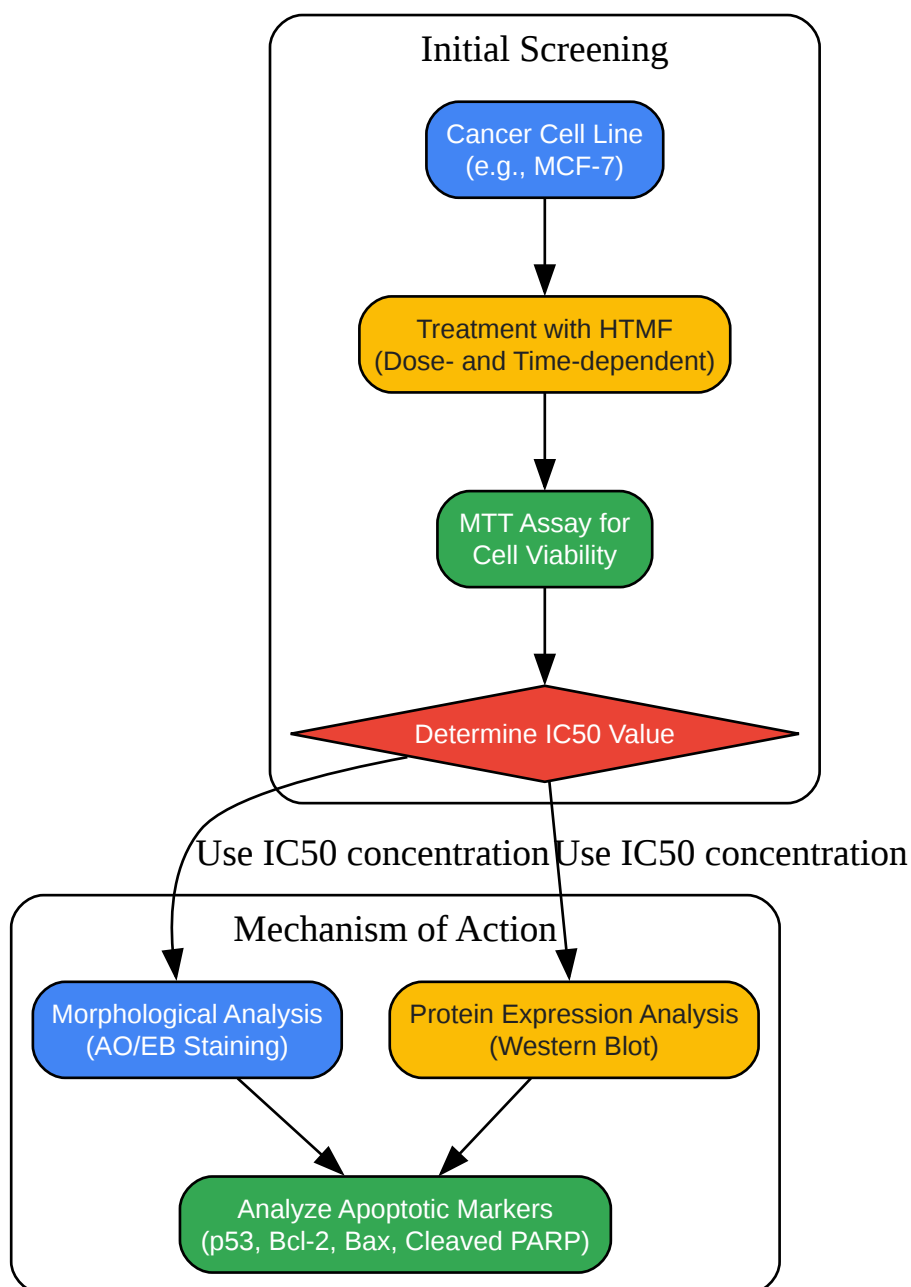 Initial Screening
Cancer Cell Line
(e.g., MCF-7)
Treatment with HTMF
(Dose- and Time-dependent)
MTT Assay for
Cell Viability
Determine IC50 Value
Use IC50 concentration
Use IC50 concentration
Mechanism of Action
Morphological Analysis
(AO/EB Staining)
Protein Expression Analysis
(Western Blot)
Analyze Apoptotic Markers
(p53, Bcl-2, Bax, Cleaved PARP)